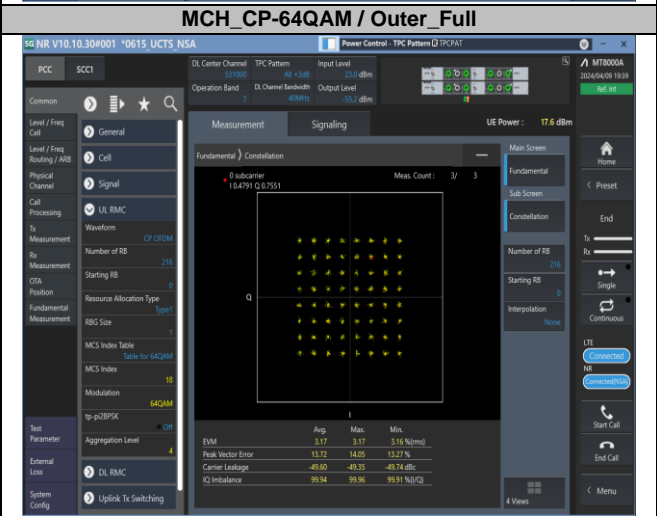 MCH_CP-64QAM / Outer_Full
5G NR V10.10.30#001 *0615_UCTS_NSA
Power Control - TPC Pattern TPCPAT
PCC
SCC1
DL Center Channel TPC Pattern Input Level
531000 All +3dB 23.0 dBm
Operation Band DL Channel Bandwidth Output Level
7 40MHz -55.2 dBm
MT8000A
2024/04/09 19:39
Ref. Int
Common
Level / Freq
Cell
Level / Freq
Routing / ARB
Physical
Channel
Call
Processing
Tx
Measurement
Rx
Measurement
OTA
Position
Fundamental
Measurement
Test
Parameter
External
Loss
System
Config
General
Cell
Signal
UL RMC
Waveform
CP OFDM
Number of RB
216
Starting RB
0
Resource Allocation Type
Type1
RBG Size
1
MCS Index Table
Table for 64QAM
MCS Index
18
Modulation
64QAM
tp-pi2BPSK
Off
Aggregation Level
4
DL RMC
Uplink Tx Switching
Measurement
Signaling
UE Power : 17.6 dBm
Fundamental Constellation
0 subcarrier Meas. Count : 3/ 3
I 0.4791 Q 0.7551
Q
I
Avg. Max. Min.
EVM 3.17 3.17 3.16 %(rms)
Peak Vector Error 13.72 14.05 13.27 %
Carrier Leakage -49.60 -49.35 -49.74 dBc
IQ Imbalance 99.94 99.96 99.91 %(I/Q)
Main Screen
Fundamental
Sub Screen
Constellation
Number of RB
216
Starting RB
0
Interpolation
None
4 Views
Home
Preset
End
Tx
Rx
Single
Continuous
LTE
Connected
NR
Connected(NSA)
Start Call
End Call
Menu